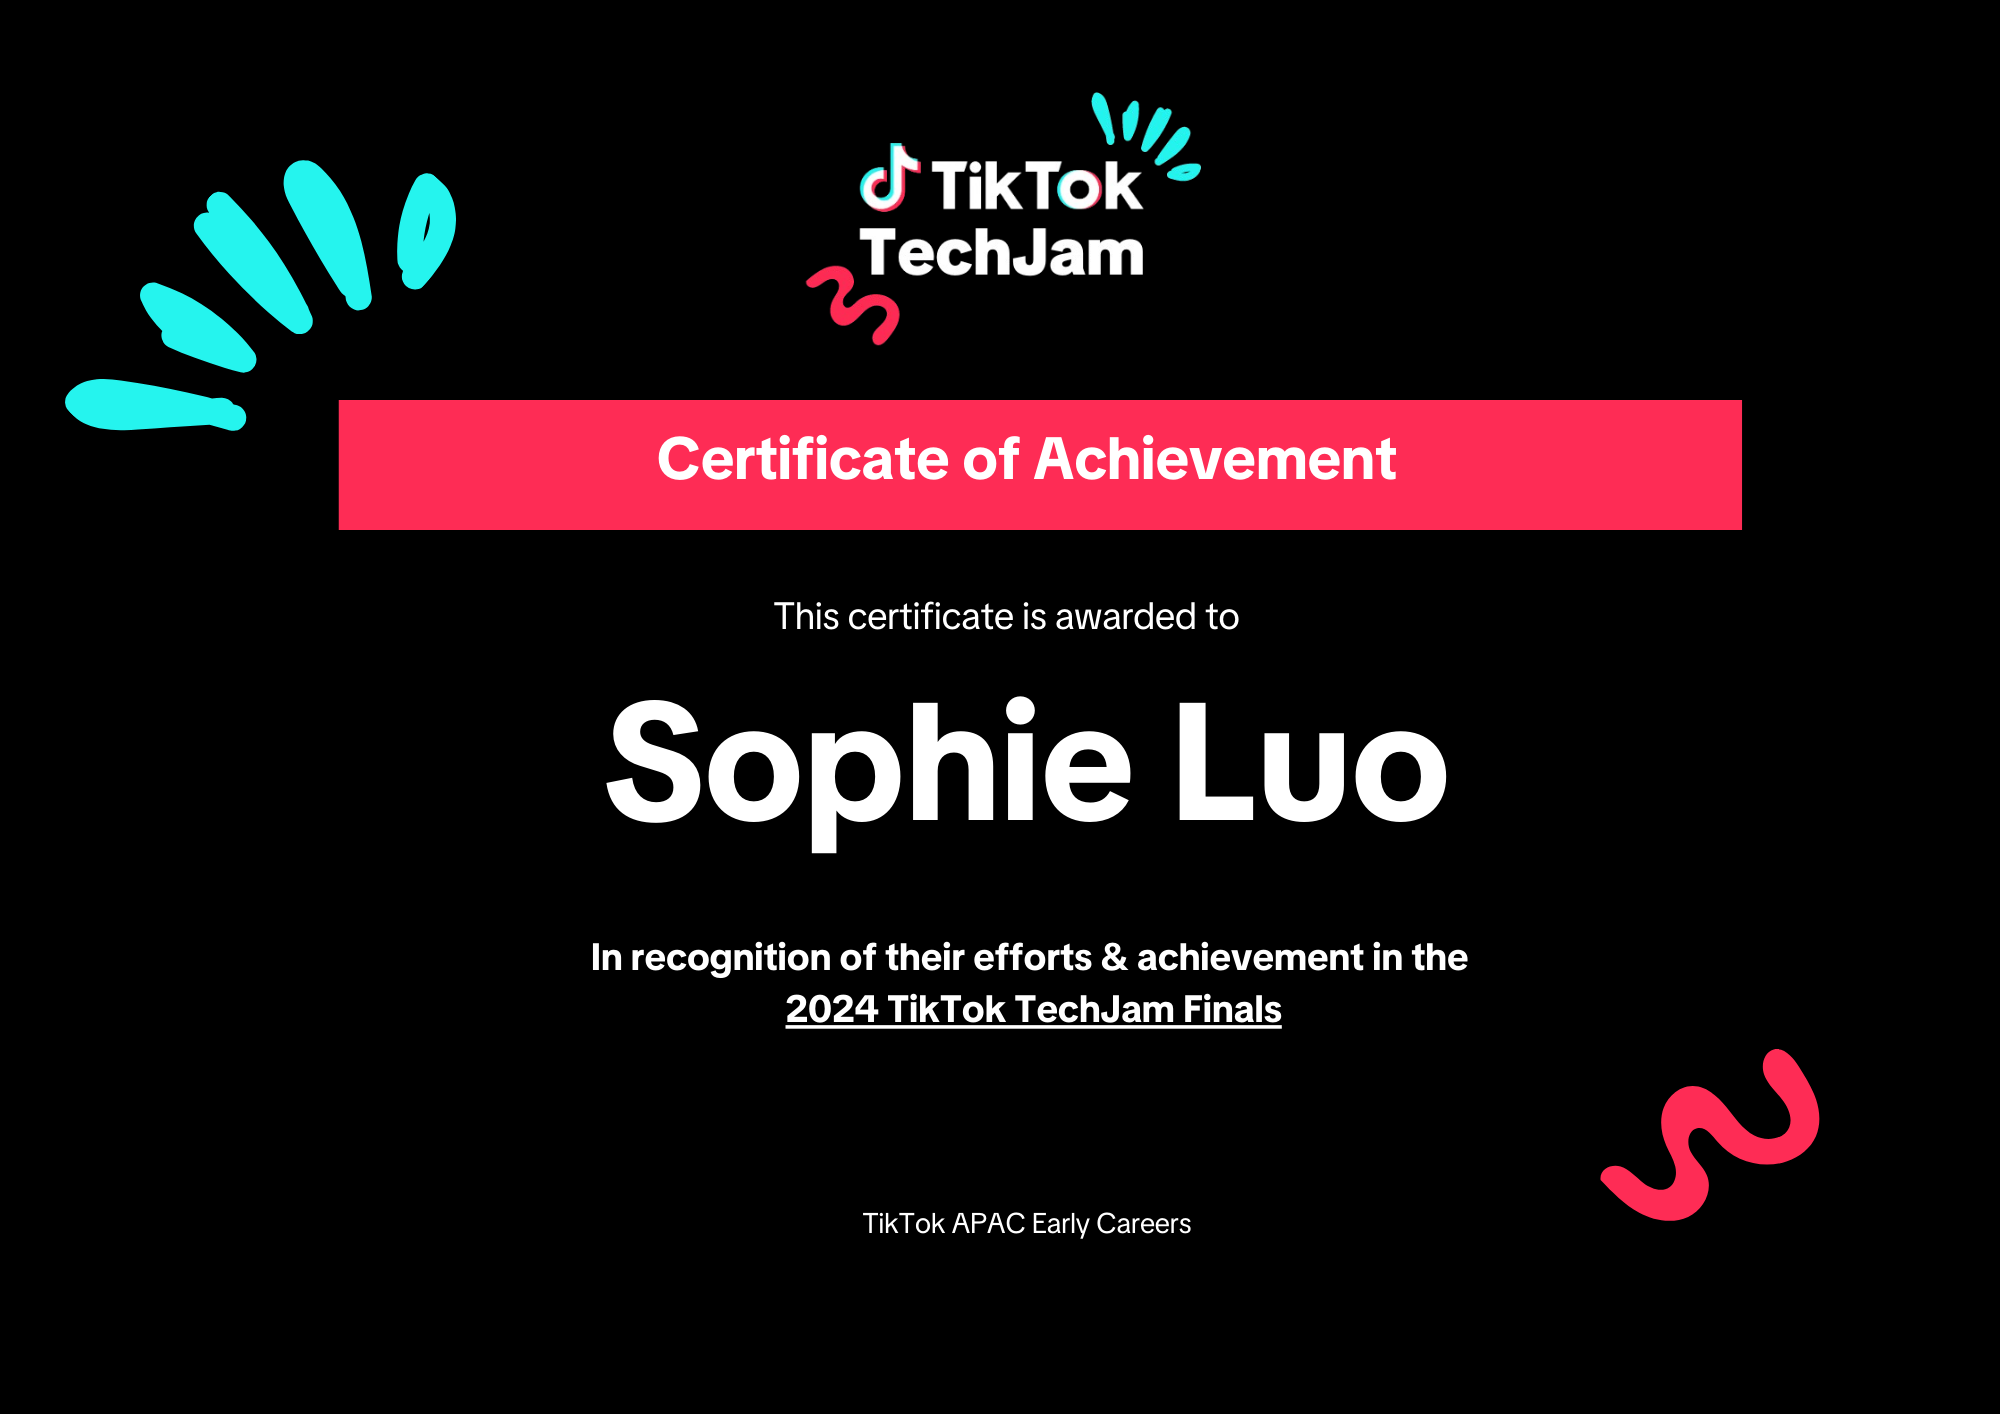 TikTok
TechJam
Certificate of Achievement
This certificate is awarded to
Sophie Luo
In recognition of their efforts & achievement in the
2024 TikTok TechJam Finals
TikTok APAC Early Careers